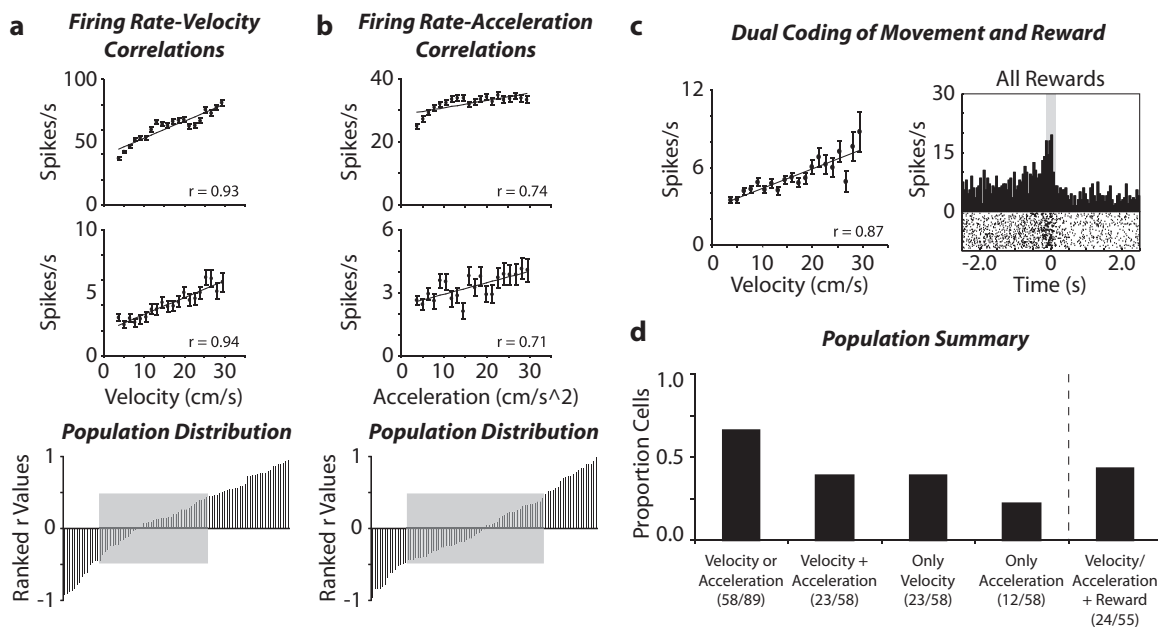 a
Firing Rate-Velocity
Correlations
100
50
0
Spikes/s
r = 0.93
10
5
0
Spikes/s
r = 0.94
0 10 20 30
Velocity (cm/s)
Population Distribution
1
0
-1
Ranked r Values
b
Firing Rate-Acceleration
Correlations
40
20
0
Spikes/s
r = 0.74
6
3
0
Spikes/s
r = 0.71
0 10 20 30
Acceleration (cm/s^2)
Population Distribution
1
0
-1
Ranked r Values
c
Dual Coding of Movement and Reward
12
6
0
Spikes/s
r = 0.87
0 10 20 30
Velocity (cm/s)
All Rewards
30
15
0
Spikes/s
-2.0 0 2.0
Time (s)
d
Population Summary
1.0
0.5
0.0
Proportion Cells
Velocity or
Acceleration
(58/89)
Velocity +
Acceleration
(23/58)
Only
Velocity
(23/58)
Only
Acceleration
(12/58)
Velocity/
Acceleration
+ Reward
(24/55)